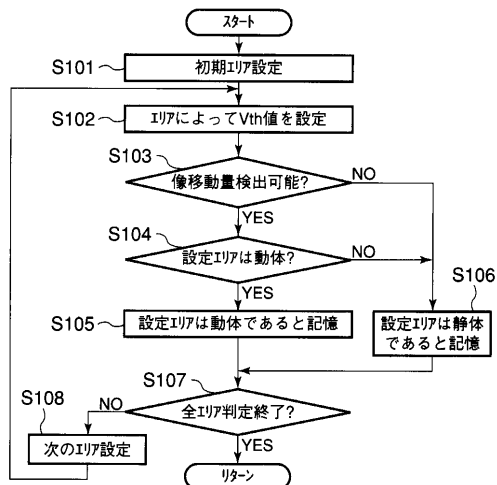 スタート
S101
初期エリア設定
S102
エリアによってVth値を設定
S103
像移動量検出可能?
NO
YES
S104
設定エリアは動体?
NO
YES
S105
設定エリアは動体であると記憶
S106
設定エリアは静体
であると記憶
S107
全エリア判定終了?
NO
YES
S108
次のエリア設定
リターン